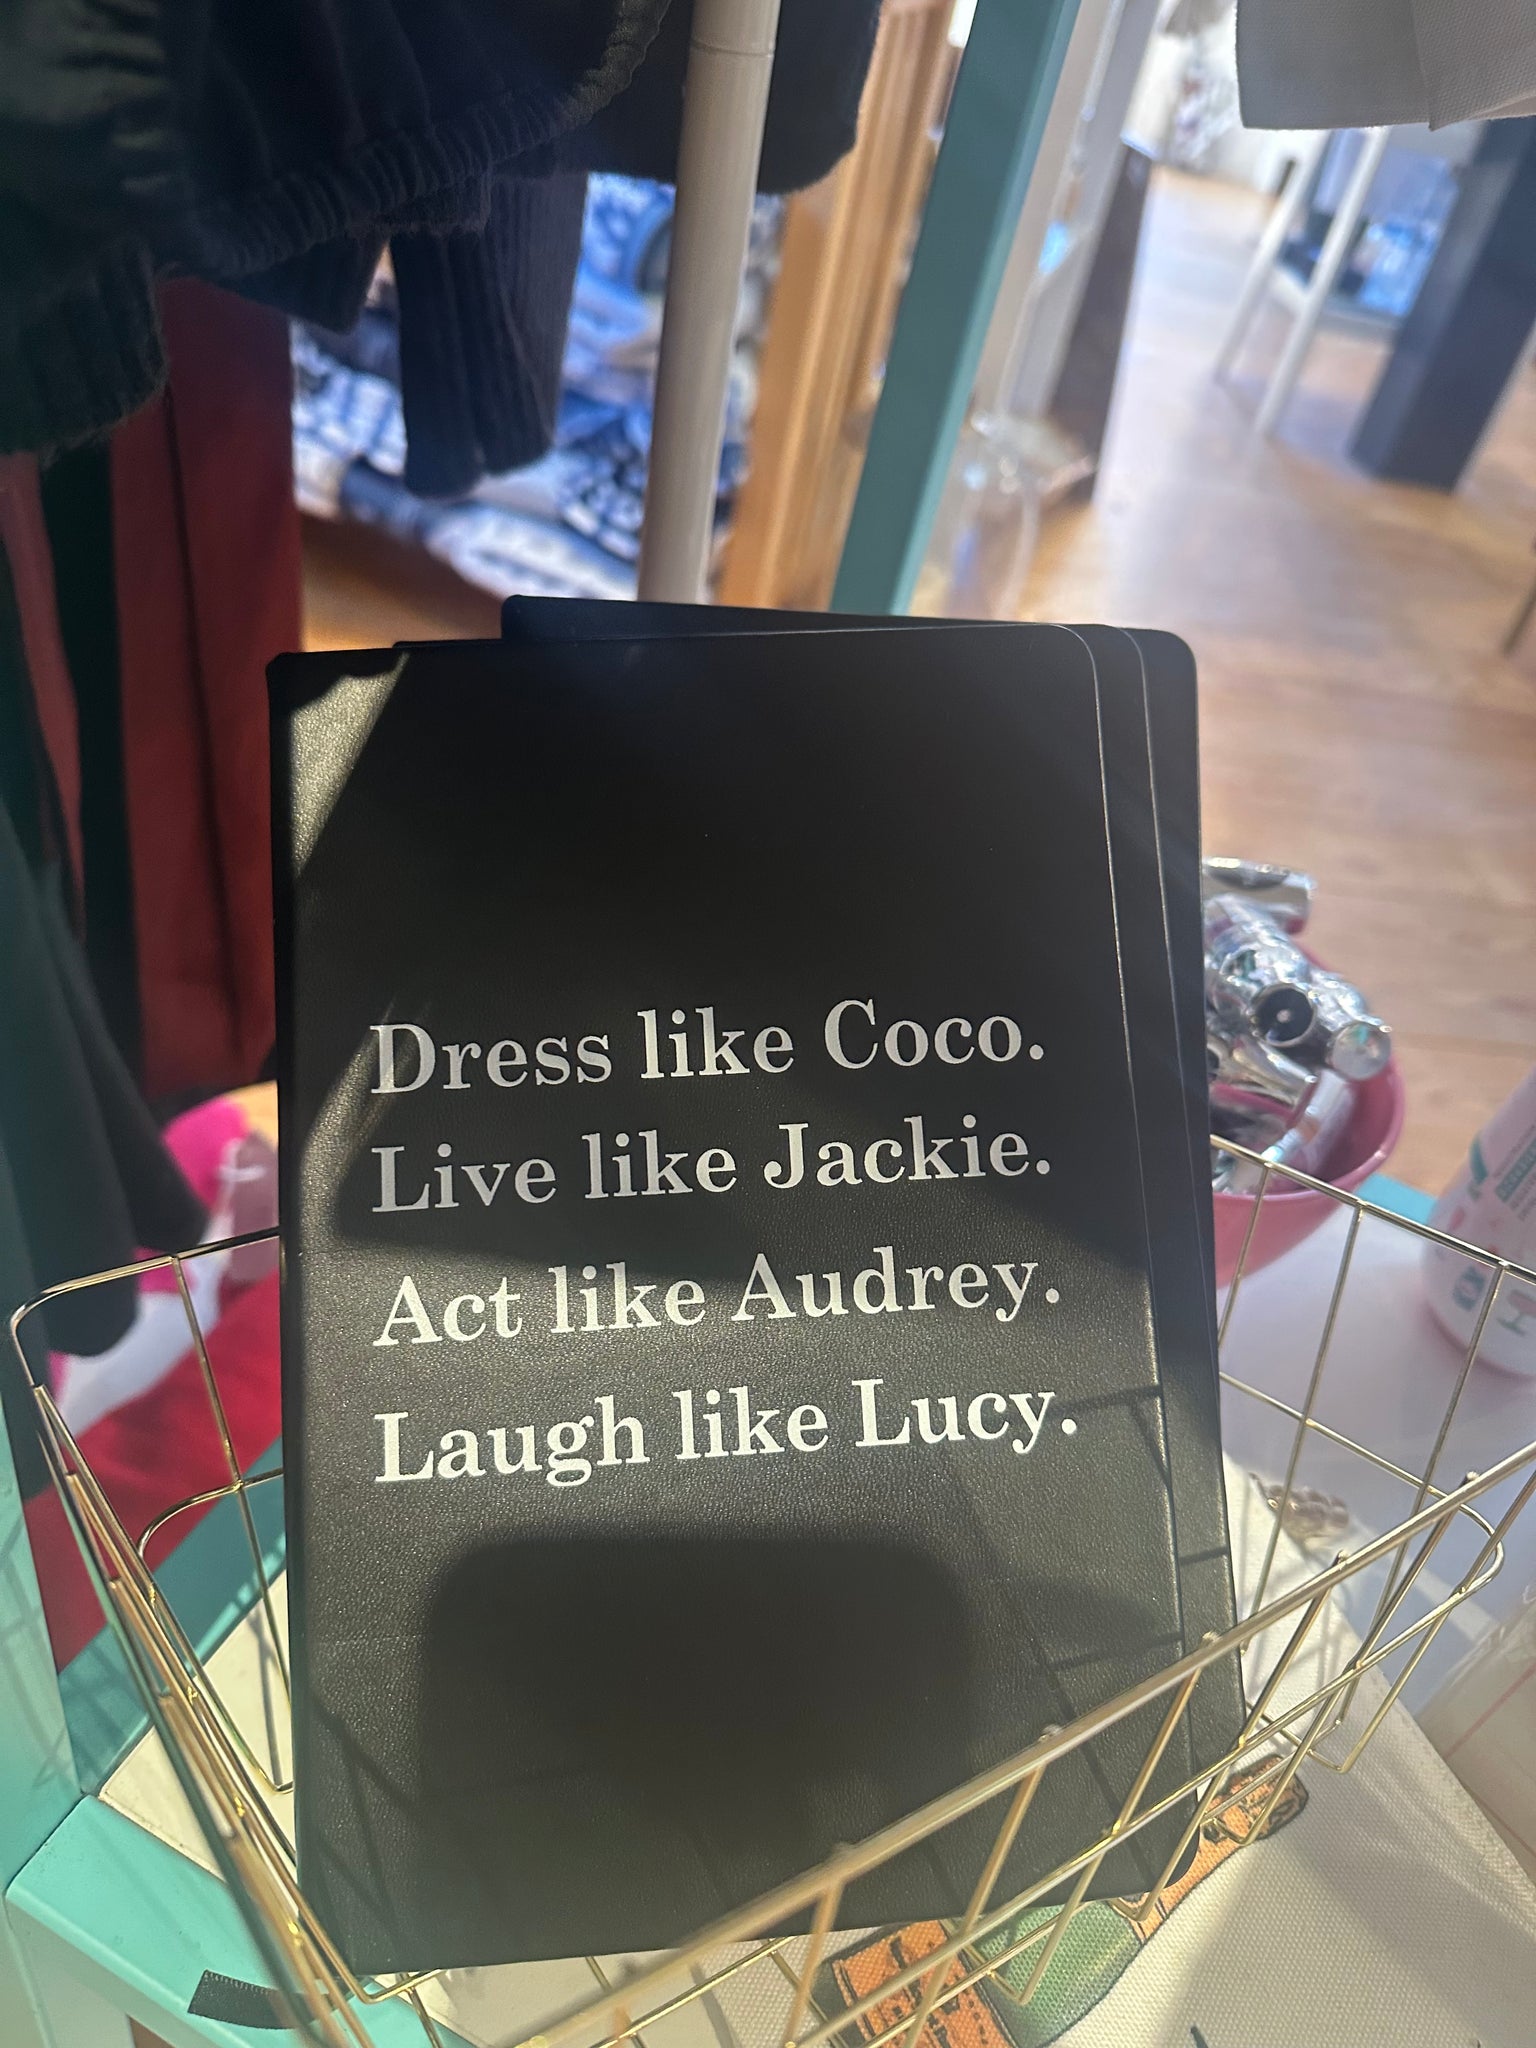 Dress like Coco.
Live like Jackie.
Act like Audrey.
Laugh like Lucy.